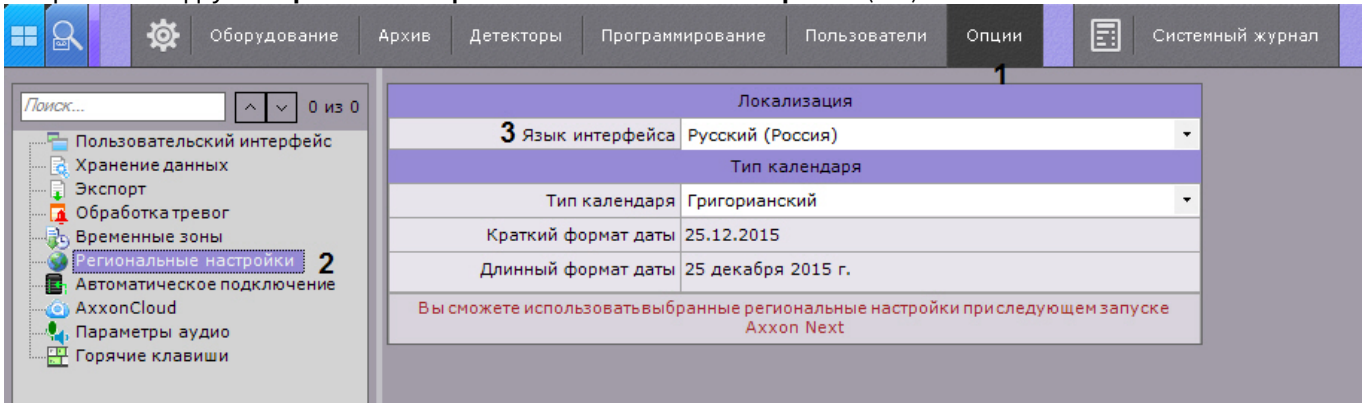 Оборудование Архив Детекторы Программирование Пользователи Опции Системный журнал
1
Поиск... 0 из 0
Пользовательский интерфейс
Хранение данных
Экспорт
Обработка тревог
Временные зоны
Региональные настройки 2
Автоматическое подключение
AxxonCloud
Параметры аудио
Горячие клавиши
Локализация
3 Язык интерфейса Русский (Россия)
Тип календаря
Тип календаря Григорианский
Краткий формат даты 25.12.2015
Длинный формат даты 25 декабря 2015 г.
Вы сможете использовать выбранные региональные настройки при следующем запуске
Axxon Next